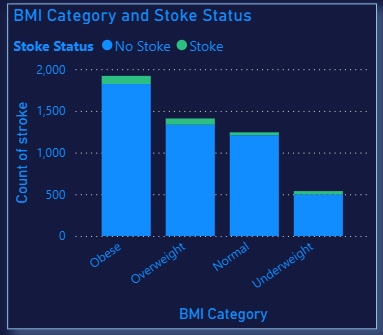 BMI Category and Stoke Status
Stoke Status No Stoke Stoke
Count of stroke
2,000
1,500
1,000
500
0
Obese
Overweight
Normal
Underweight
BMI Category